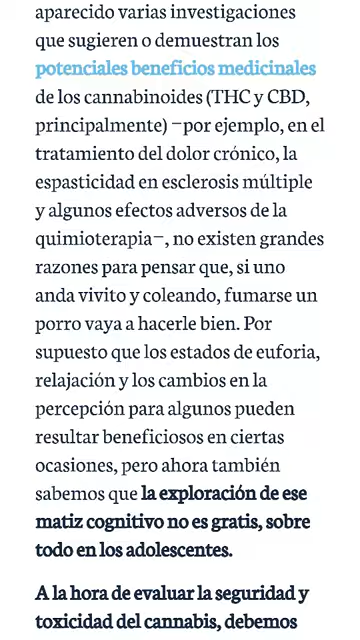 aparecido varias investigaciones
que sugieren o demuestran los
potenciales beneficios medicinales
de los cannabinoides (THC y CBD,
principalmente) –por ejemplo, en el
tratamiento del dolor crónico, la
espasticidad en esclerosis múltiple
y algunos efectos adversos de la
quimioterapia–, no existen grandes
razones para pensar que, si uno
anda vivito y coleando, fumarse un
porro vaya a hacerle bien. Por
supuesto que los estados de euforia,
relajación y los cambios en la
percepción para algunos pueden
resultar beneficiosos en ciertas
ocasiones, pero ahora también
sabemos que la exploración de ese
matiz cognitivo no es gratis, sobre
todo en los adolescentes.
A la hora de evaluar la seguridad y
toxicidad del cannabis, debemos